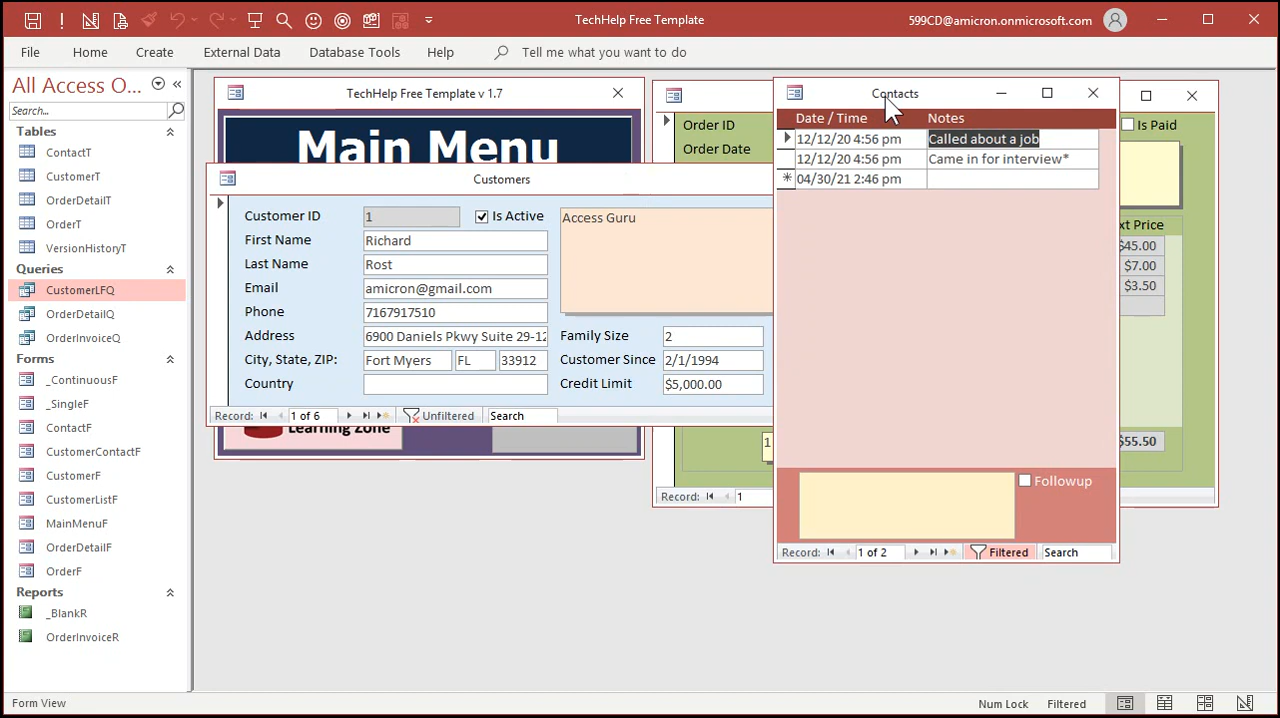 TechHelp Free Template
599CD@amicron.onmicrosoft.com
File Home Create External Data Database Tools Help Tell me what you want to do
All Access O...
Search...
Tables
ContactT
CustomerT
OrderDetailT
OrderT
VersionHistoryT
Queries
CustomerLFQ
OrderDetailQ
OrderInvoiceQ
Forms
_ContinuousF
_SingleF
ContactF
CustomerContactF
CustomerF
CustomerListF
MainMenuF
OrderDetailF
OrderF
Reports
_BlankR
OrderInvoiceR
TechHelp Free Template v 1.7
Main Menu
Learning Zone
Customers
Customer ID 1 Is Active
First Name Richard
Last Name Rost
Email amicron@gmail.com
Phone 7167917510
Address 6900 Daniels Pkwy Suite 29-12
City, State, ZIP: Fort Myers FL 33912
Country
Access Guru
Family Size 2
Customer Since 2/1/1994
Credit Limit $5,000.00
Record: 1 of 6 Unfiltered Search
Order ID
Order Date
Is Paid
xt Price
$45.00
$7.00
$3.50
1
$55.50
Record: 1
Contacts
Date / Time Notes
12/12/20 4:56 pm Called about a job
12/12/20 4:56 pm Came in for interview*
04/30/21 2:46 pm
Followup
Record: 1 of 2 Filtered Search
Form View
Num Lock Filtered